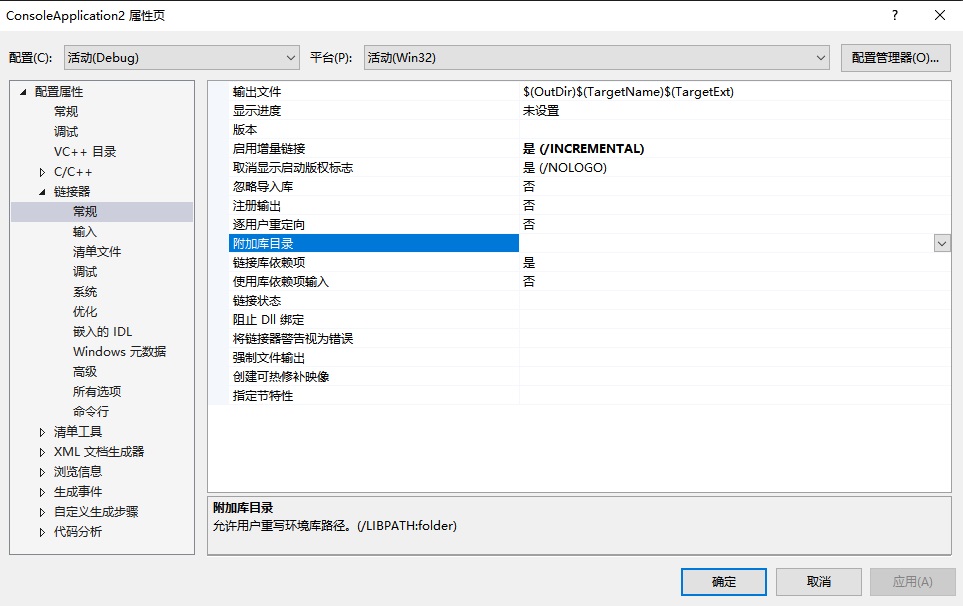 ConsoleApplication2 属性页
?
配置(C):
活动(Debug)
平台(P):
活动(Win32)
配置管理器(O)...
配置属性
常规
调试
VC++ 目录
C/C++
链接器
常规
输入
清单文件
调试
系统
优化
嵌入的 IDL
Windows 元数据
高级
所有选项
命令行
清单工具
XML 文档生成器
浏览信息
生成事件
自定义生成步骤
代码分析
输出文件 $(OutDir)$(TargetName)$(TargetExt)
显示进度 未设置
版本
启用增量链接 是 (/INCREMENTAL)
取消显示启动版权标志 是 (/NOLOGO)
忽略导入库 否
注册输出 否
逐用户重定向 否
附加库目录
链接库依赖项 是
使用库依赖项输入 否
链接状态
阻止 Dll 绑定
将链接器警告视为错误
强制文件输出
创建可热修补映像
指定节特性
附加库目录
允许用户重写环境库路径。(/LIBPATH:folder)
确定
取消
应用(A)